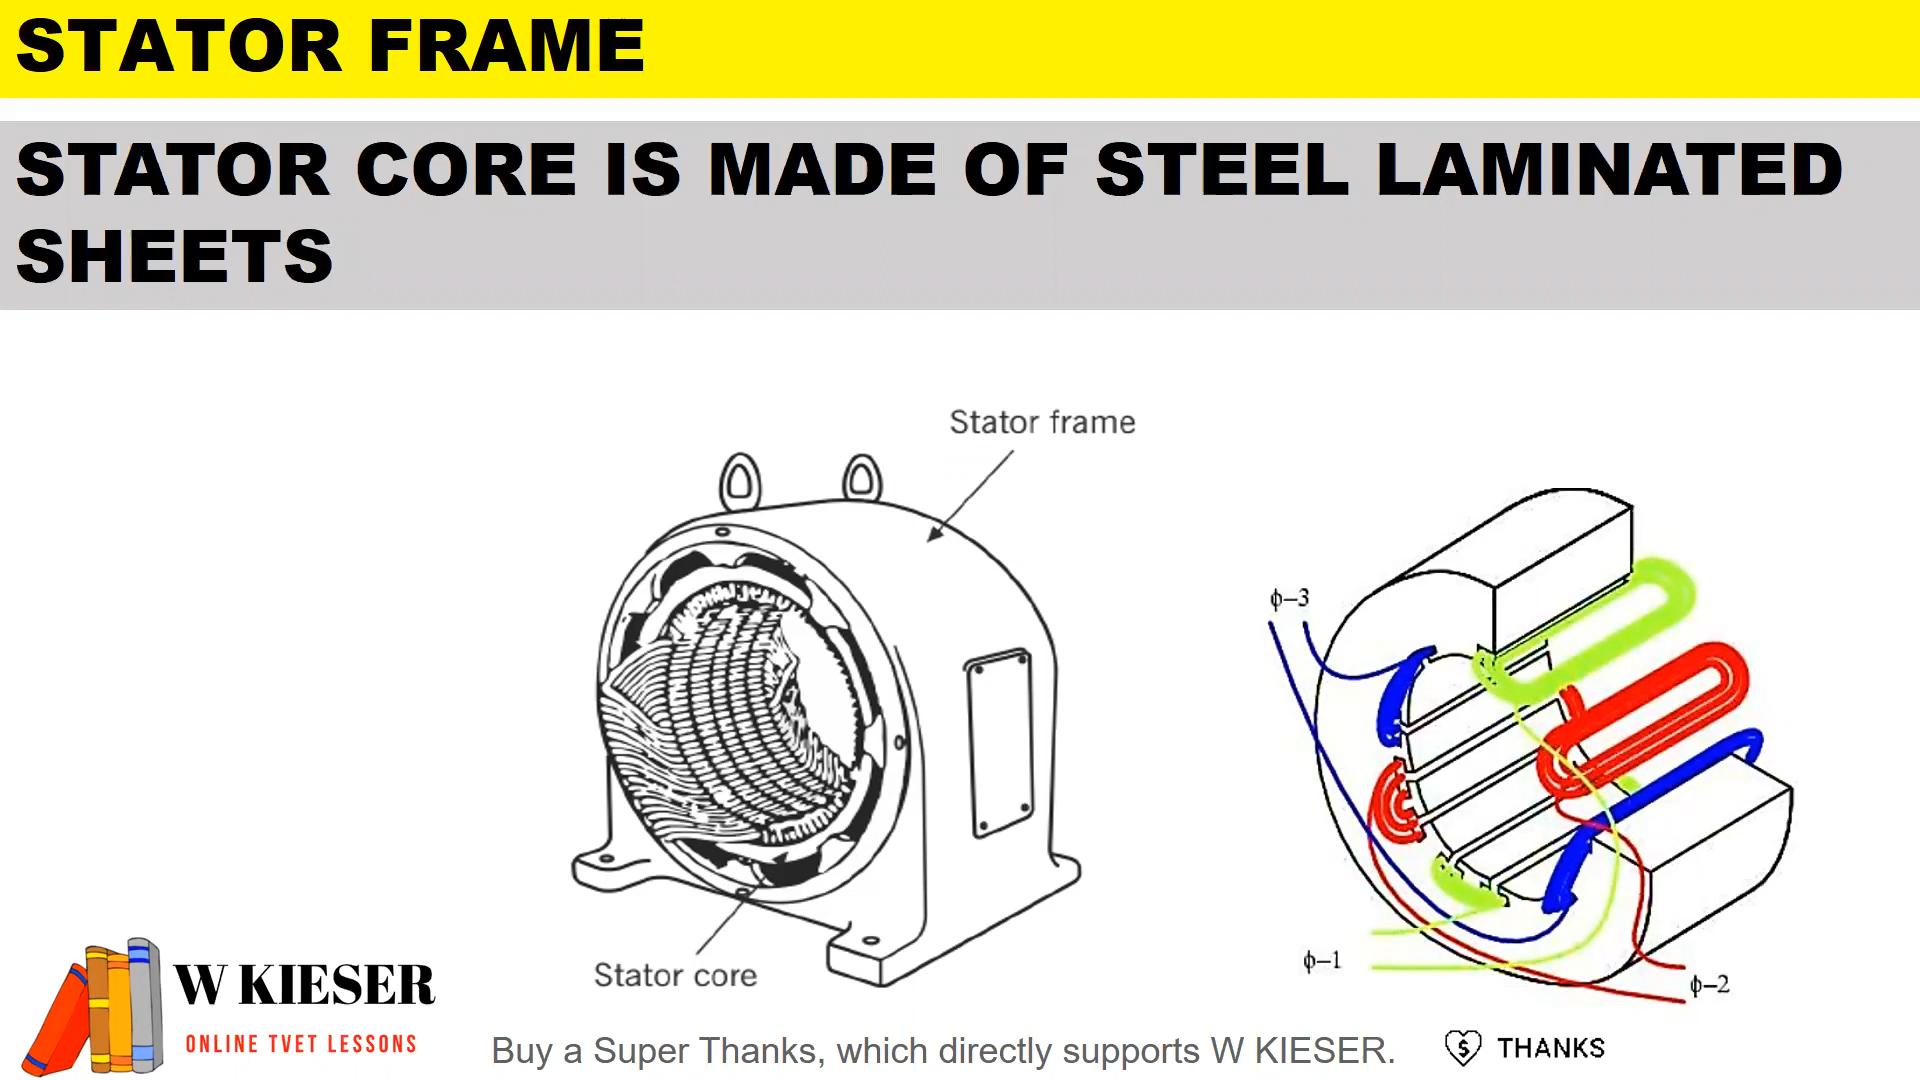 STATOR FRAME
STATOR CORE IS MADE OF STEEL LAMINATED
SHEETS
Stator frame
ϕ–3
Stator core
ϕ–1
ϕ–2
W KIESER
ONLINE TVET LESSONS
Buy a Super Thanks, which directly supports W KIESER.
$ THANKS